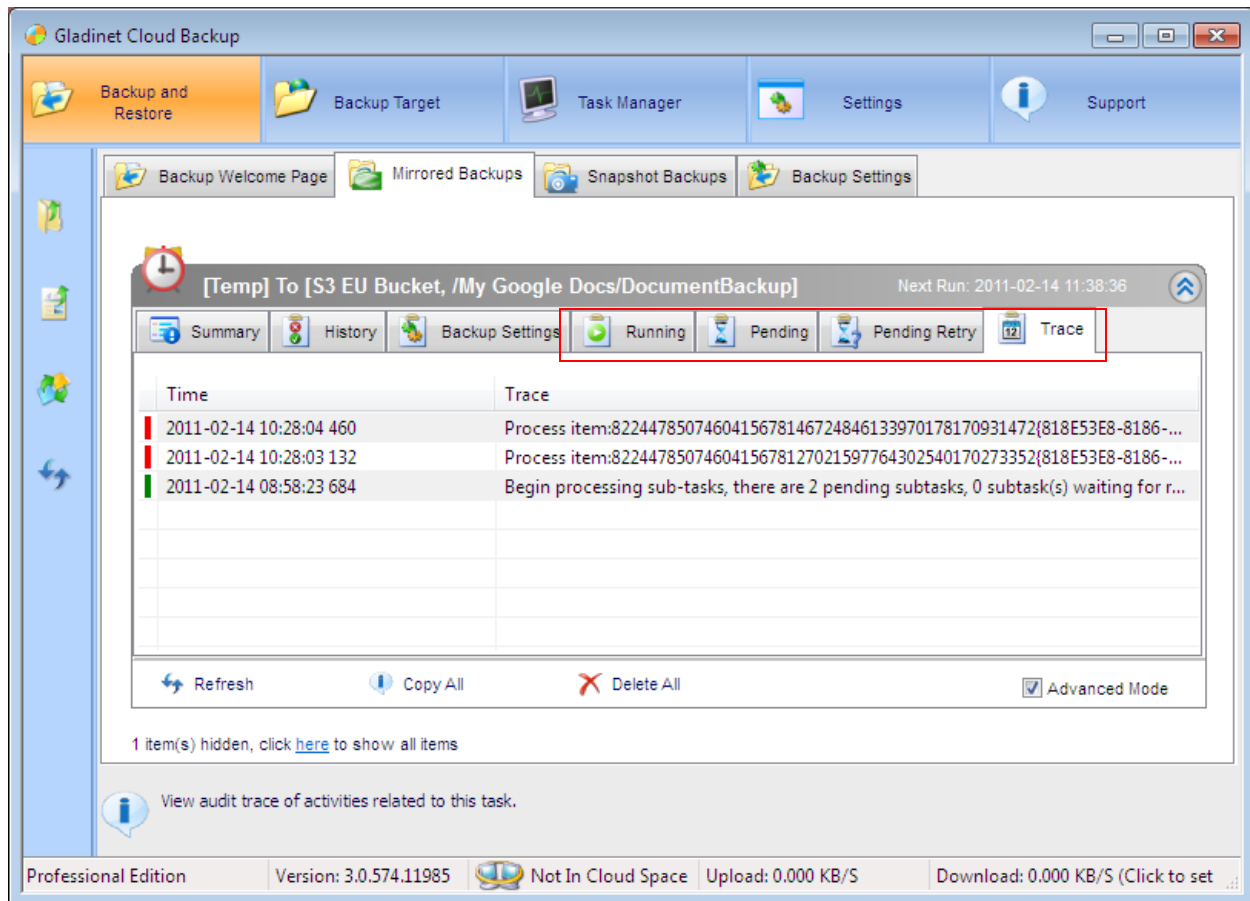 Gladinet Cloud Backup
Backup and Restore
Backup Target
Task Manager
Settings
Support
Backup Welcome Page
Mirrored Backups
Snapshot Backups
Backup Settings
[Temp] To [S3 EU Bucket, /My Google Docs/DocumentBackup]
Next Run: 2011-02-14 11:38:36
Summary
History
Backup Settings
Running
Pending
Pending Retry
12
Trace
Time Trace
2011-02-14 10:28:04 460 Process item:822447850746041567814672484613397017817093147​2{818E53E8-8186-...
2011-02-14 10:28:03 132 Process item:8224478507460415678127021597764302540170273352{818E53E8-8186-...
2011-02-14 08:58:23 684 Begin processing sub-tasks, there are 2 pending subtasks, 0 subtask(s) waiting for r...
Refresh
Copy All
Delete All
Advanced Mode
1 item(s) hidden, click here to show all items
View audit trace of activities related to this task.
Professional Edition
Version: 3.0.574.11985
Not In Cloud Space
Upload: 0.000 KB/S
Download: 0.000 KB/S (Click to set